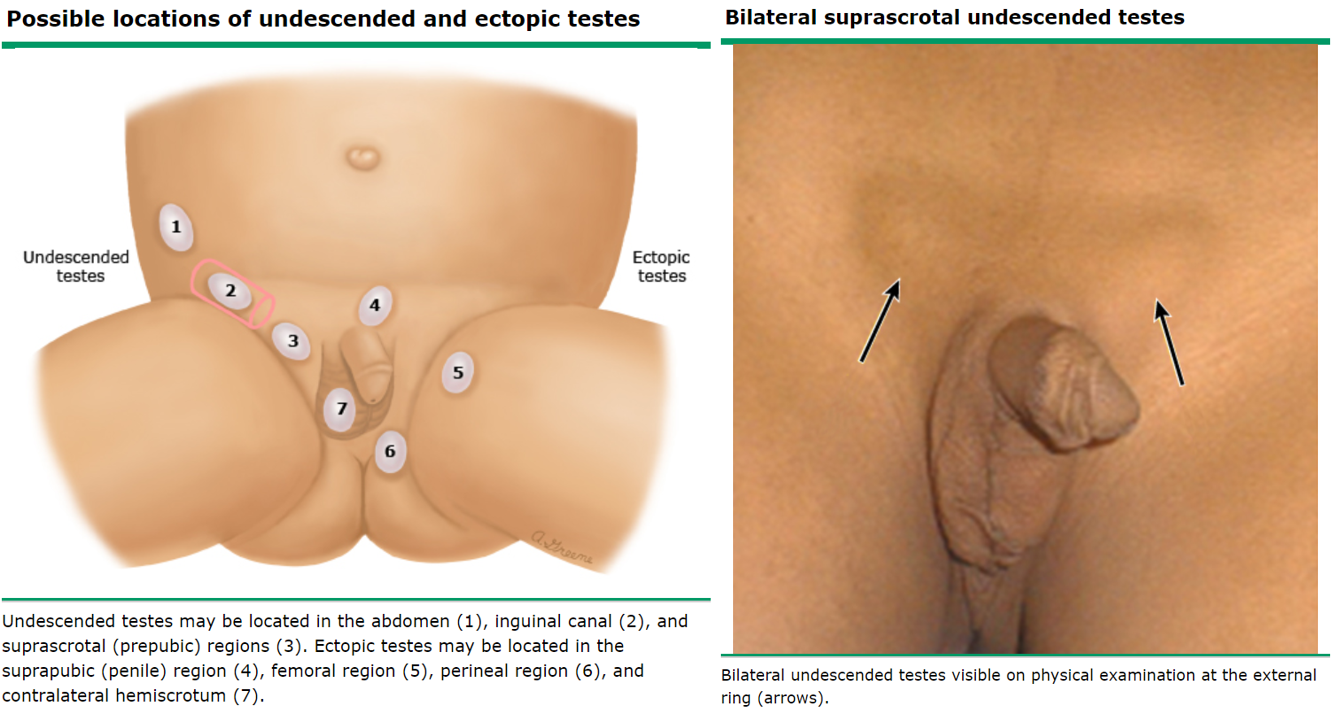 Possible locations of undescended and ectopic testes
Undescended
testes
Ectopic
testes
1
2
3
4
5
6
7
A.Greene
Undescended testes may be located in the abdomen (1), inguinal canal (2), and
suprascrotal (prepubic) regions (3). Ectopic testes may be located in the
suprapubic (penile) region (4), femoral region (5), perineal region (6), and
contralateral hemiscrotum (7).
Bilateral suprascrotal undescended testes
Bilateral undescended testes visible on physical examination at the external
ring (arrows).